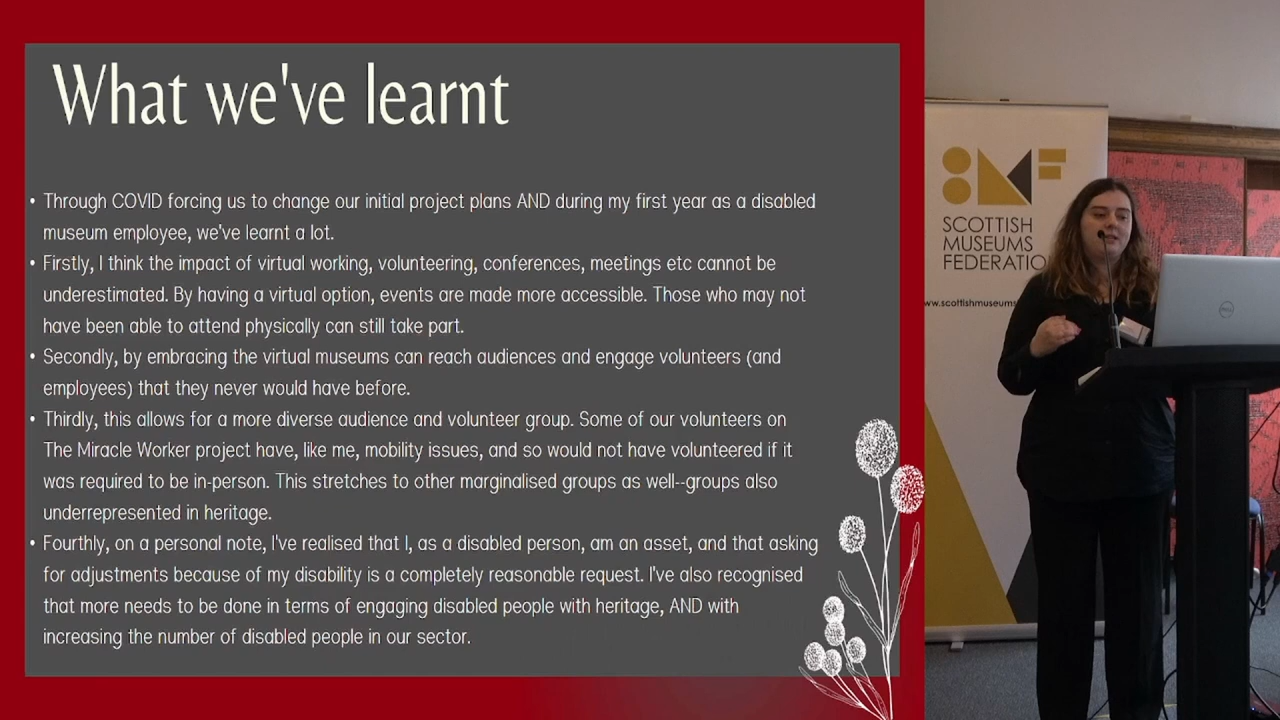 What we've learnt
• Through COVID forcing us to change our initial project plans AND during my first year as a disabled
museum employee, we've learnt a lot.
• Firstly, I think the impact of virtual working, volunteering, conferences, meetings etc cannot be
underestimated. By having a virtual option, events are made more accessible. Those who may not
have been able to attend physically can still take part.
• Secondly, by embracing the virtual museums can reach audiences and engage volunteers (and
employees) that they never would have before.
• Thirdly, this allows for a more diverse audience and volunteer group. Some of our volunteers on
The Miracle Worker project have, like me, mobility issues, and so would not have volunteered if it
was required to be in-person. This stretches to other marginalised groups as well--groups also
underrepresented in heritage.
• Fourthly, on a personal note, I've realised that I, as a disabled person, am an asset, and that asking
for adjustments because of my disability is a completely reasonable request. I've also recognised
that more needs to be done in terms of engaging disabled people with heritage, AND with
increasing the number of disabled people in our sector.
SMF
SCOTTISH
MUSEUMS
FEDERATIO
ww.scottishmuseums
DELL